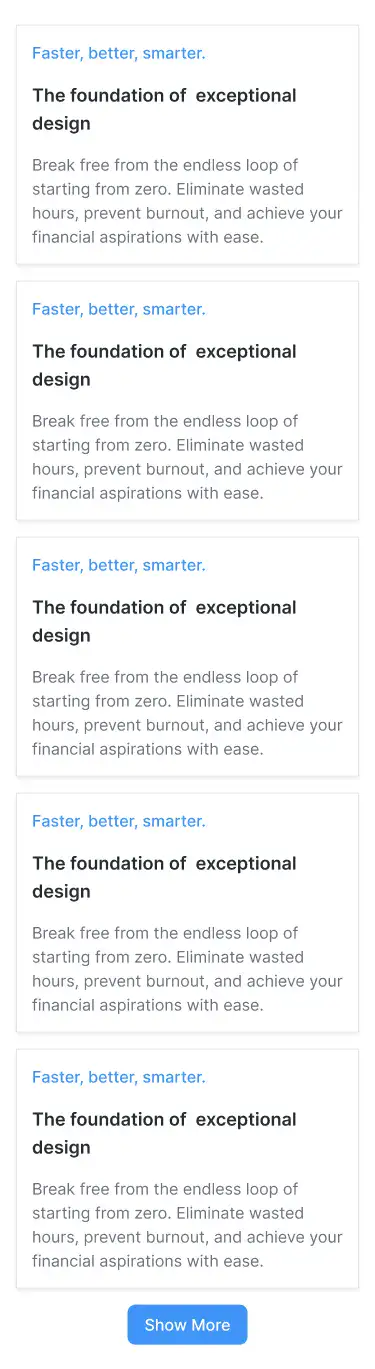 Faster, better, smarter.
The foundation of  exceptional
design
Break free from the endless loop of
starting from zero. Eliminate wasted
hours, prevent burnout, and achieve your
financial aspirations with ease.
Faster, better, smarter.
The foundation of  exceptional
design
Break free from the endless loop of
starting from zero. Eliminate wasted
hours, prevent burnout, and achieve your
financial aspirations with ease.
Faster, better, smarter.
The foundation of  exceptional
design
Break free from the endless loop of
starting from zero. Eliminate wasted
hours, prevent burnout, and achieve your
financial aspirations with ease.
Faster, better, smarter.
The foundation of  exceptional
design
Break free from the endless loop of
starting from zero. Eliminate wasted
hours, prevent burnout, and achieve your
financial aspirations with ease.
Faster, better, smarter.
The foundation of  exceptional
design
Break free from the endless loop of
starting from zero. Eliminate wasted
hours, prevent burnout, and achieve your
financial aspirations with ease.
Show More